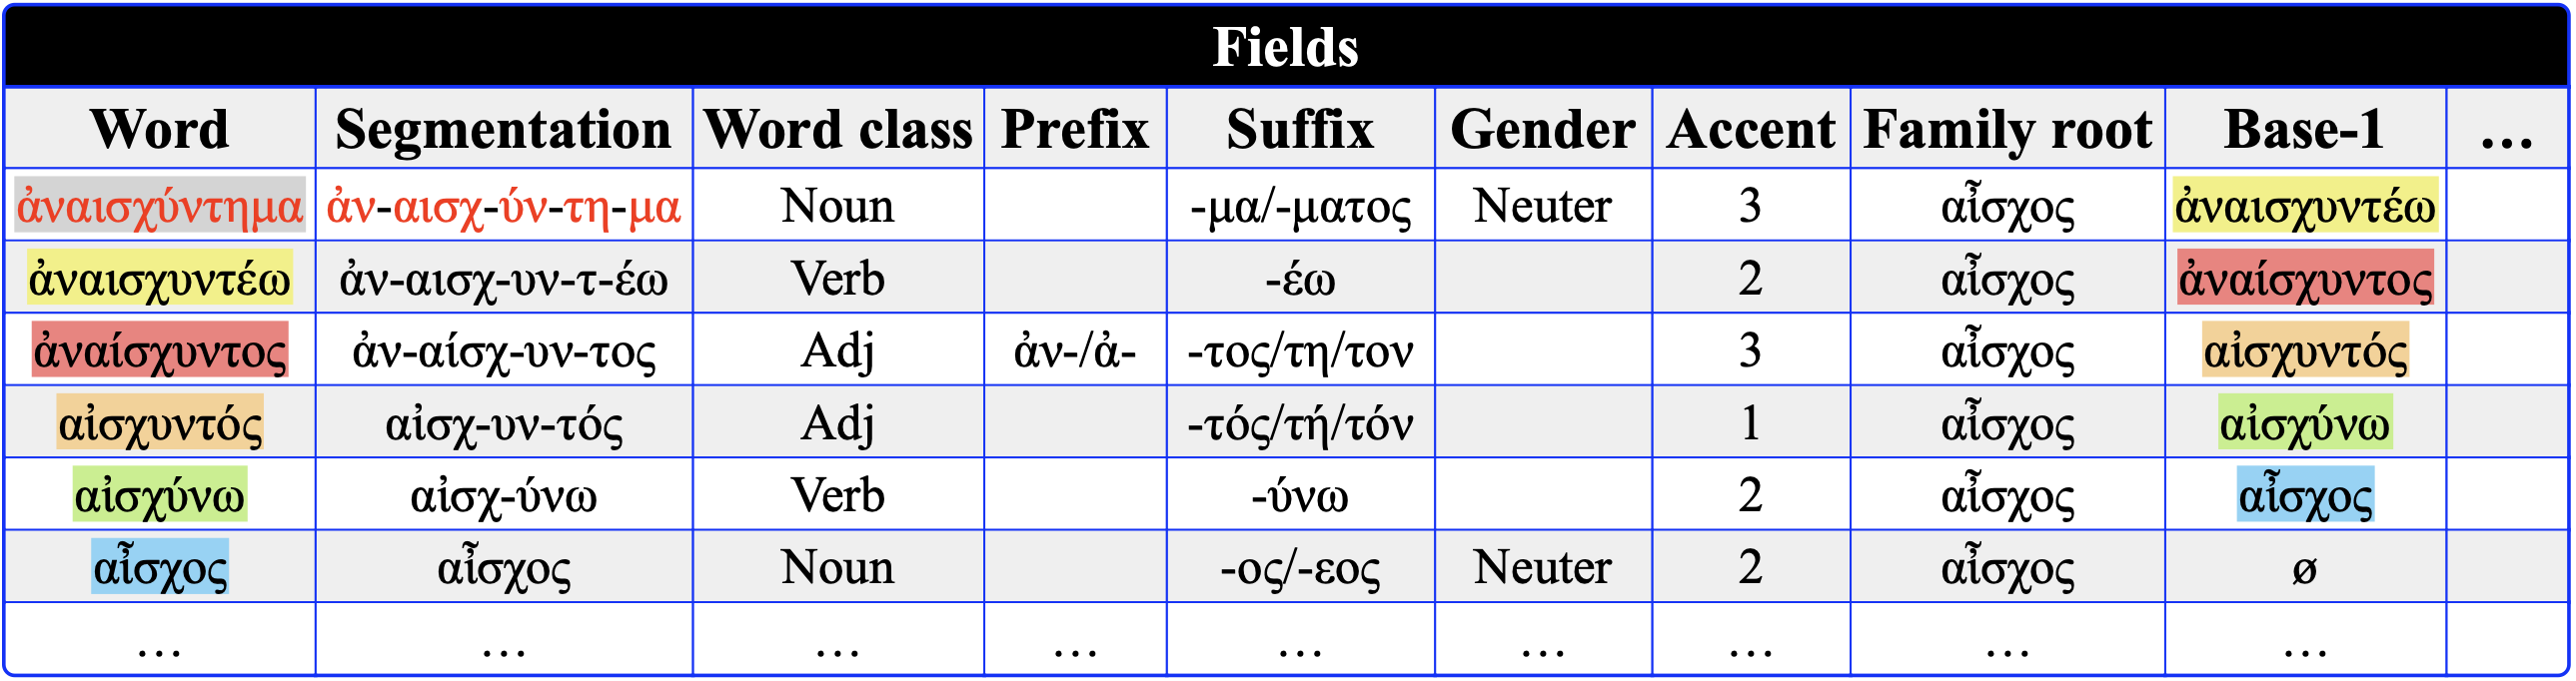 Fields
Word Segmentation Word class Prefix Suffix Gender Accent Family root Base-1 …
ἀναισχύντημα ἀν-αισχ-ύν-τη-μα Noun -μα/-ματος Neuter 3 αἶσχος ἀναισχυντέω
ἀναισχυντέω ἀν-αισχ-υν-τ-έω Verb -έω 2 αἶσχος ἀναίσχυντος
ἀναίσχυντος ἀν-αίσχ-υν-τος Adj ἀν-/ἀ- -τος/τη/τον 3 αἶσχος αἰσχυντός
αἰσχυντός αἰσχ-υν-τός Adj -τός/τή/τόν 1 αἶσχος αἰσχύνω
αἰσχύνω αἰσχ-ύνω Verb -ύνω 2 αἶσχος αἶσχος
αἶσχος αἶσχος Noun -ος/-εος Neuter 2 αἶσχος ø
… … … … … … … … …